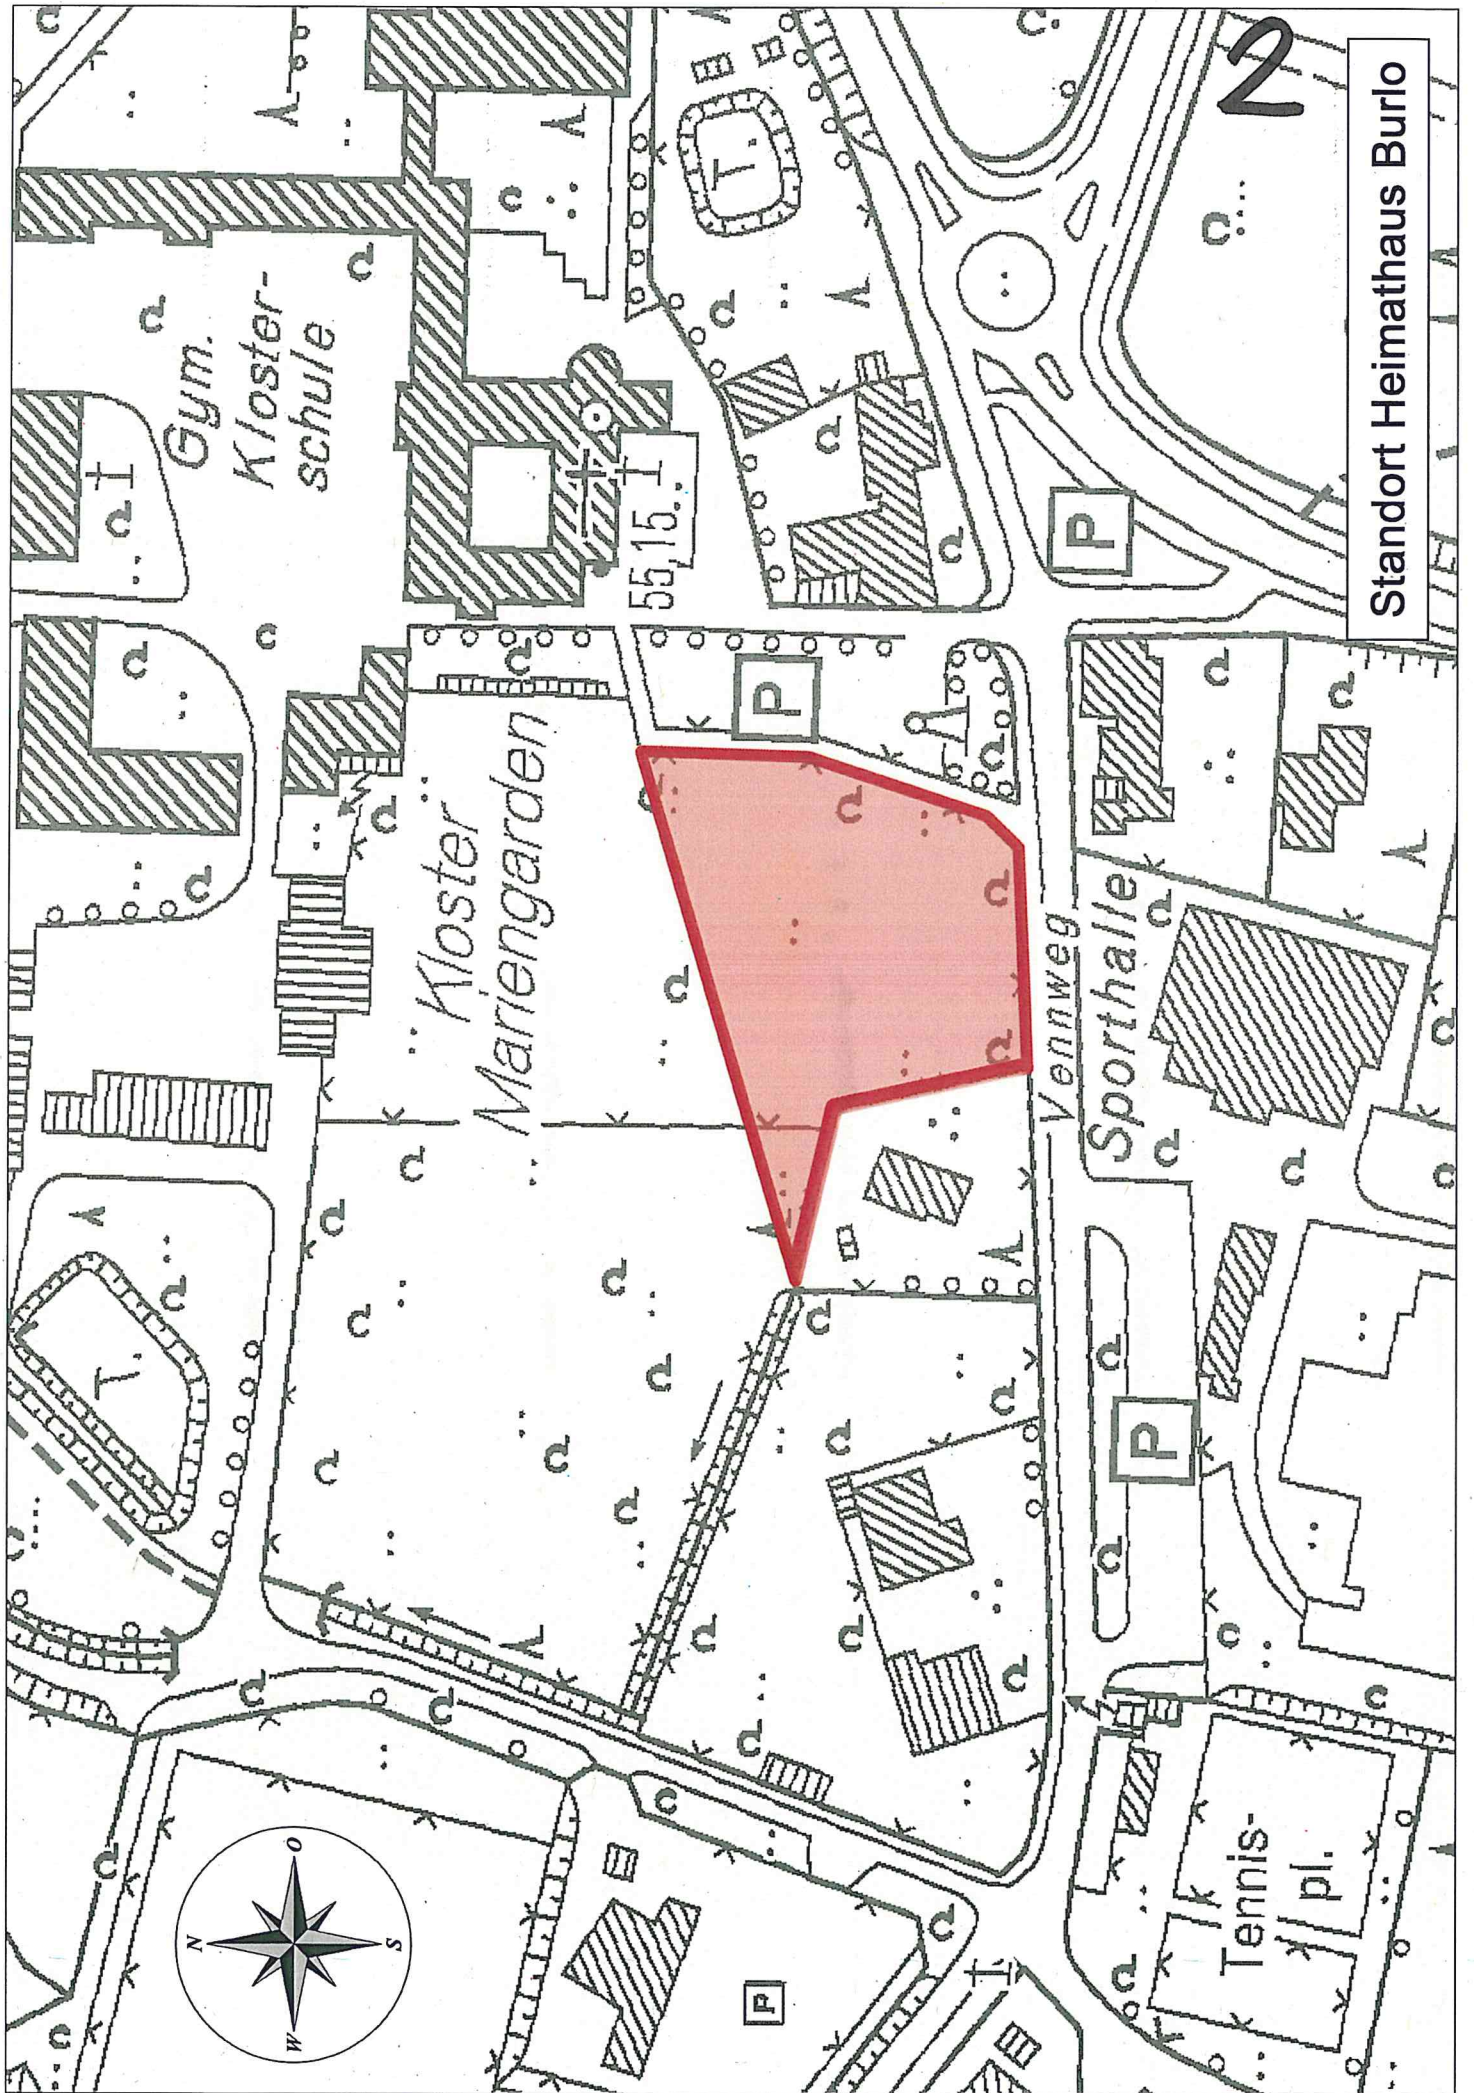 2
Standort Heimathaus Burlo
Gym.
Kloster-
schule
T.
55,15
P
P
Kloster
Mariengarden
Vennweg
Sporthalle
T.
P
P
Tennis-
pl.
N
O
S
W